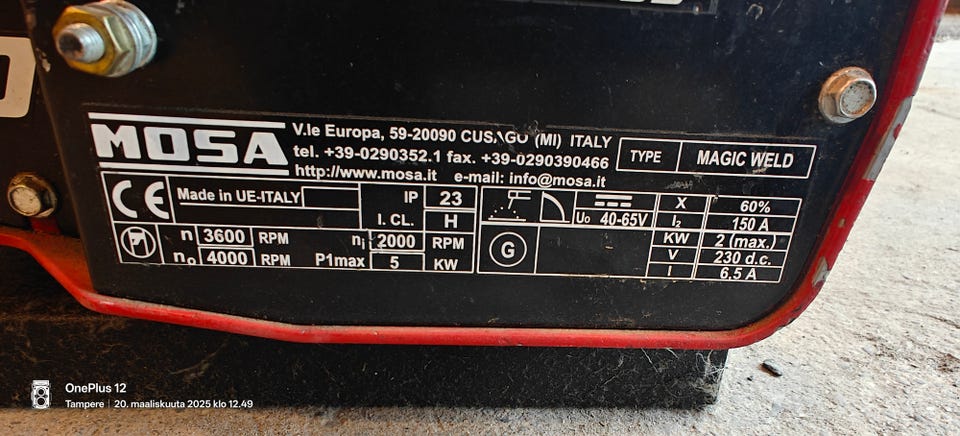 MOSA
V.le Europa, 59-20090 CUSAGO (MI) ITALY
tel. +39-0290352.1 fax. +39-0290390466
http://www.mosa.it e-mail: info@mosa.it
TYPE MAGIC WELD
CE Made in UE-ITALY IP 23
I. CL. H
n 3600 RPM n₁ 2000 RPM
n₀ 4000 RPM P1max 5 KW
U₀ 40-65V
G
X 60%
I₂ 150 A
KW 2 (max.)
V 230 d.c.
I 6.5 A
OnePlus 12
Tampere | 20. maaliskuuta 2025 klo 12.49